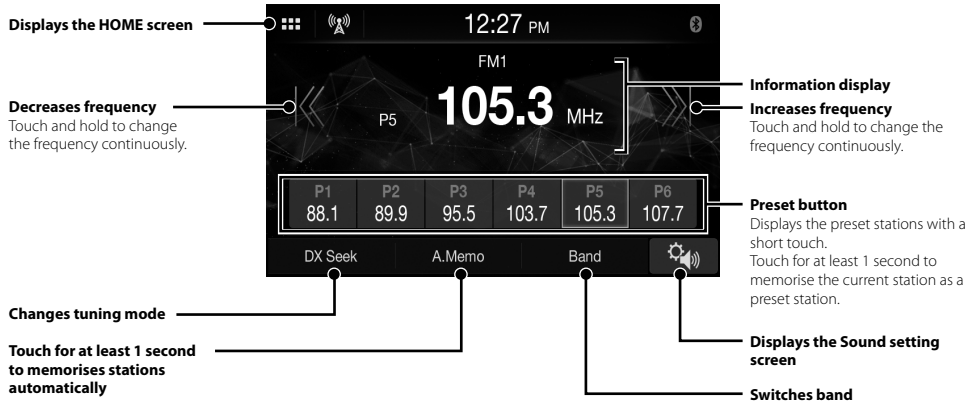 Displays the HOME screen
Decreases frequency
Touch and hold to change
the frequency continuously.
Changes tuning mode
Touch for at least 1 second
to memorises stations
automatically
12:27 PM
FM1
P5
105.3 MHz
P1
88.1
P2
89.9
P3
95.5
P4
103.7
P5
105.3
P6
107.7
DX Seek
A.Memo
Band
Information display
Increases frequency
Touch and hold to change the
frequency continuously.
Preset button
Displays the preset stations with a
short touch.
Touch for at least 1 second to
memorise the current station as a
preset station.
Displays the Sound setting
screen
Switches band